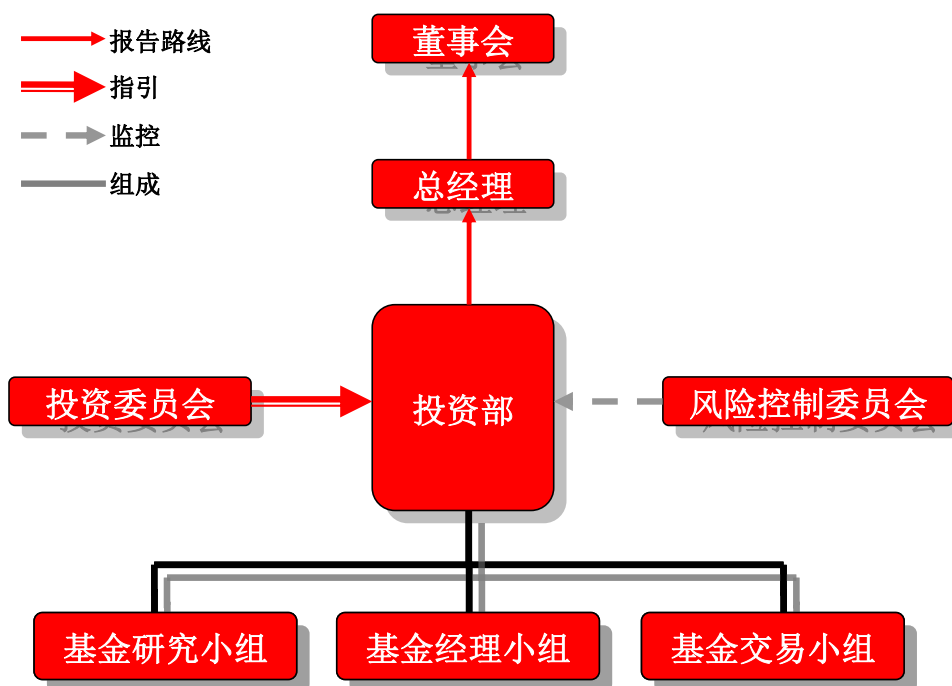 报告路线
指引
监控
组成
董事会
总经理
投资委员会
投资部
风险控制委员会
基金研究小组
基金经理小组
基金交易小组